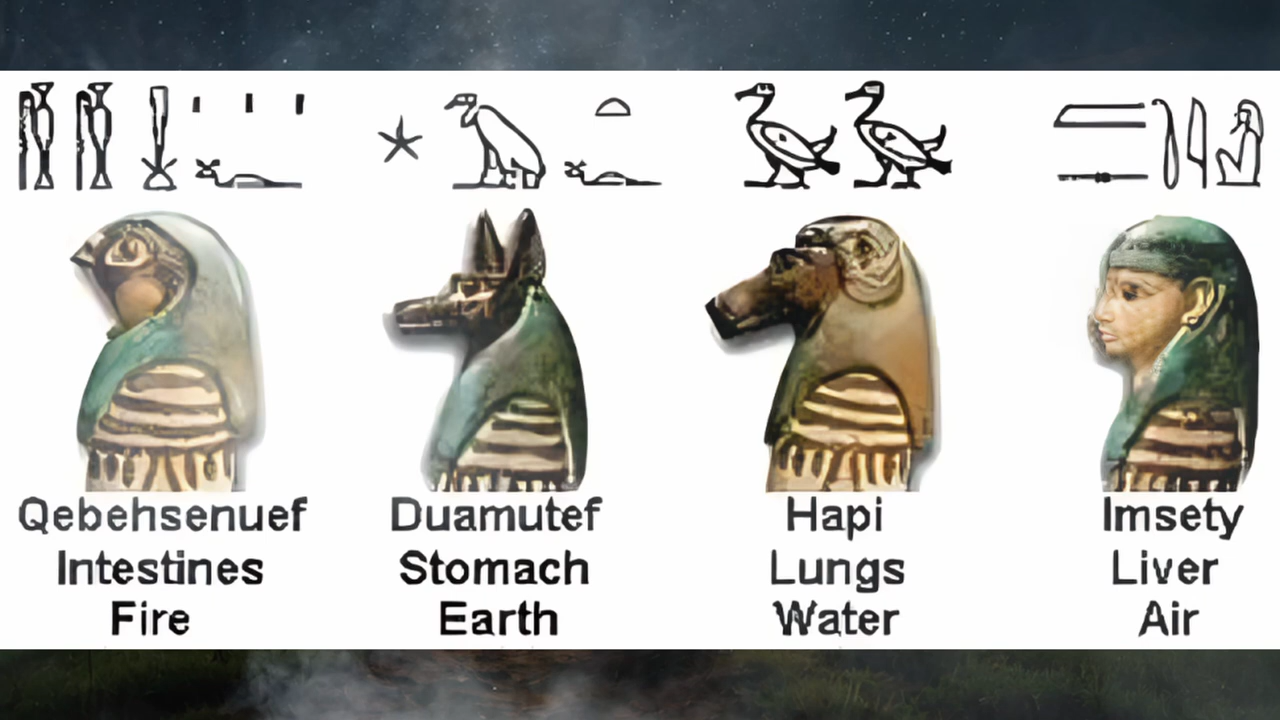 Qebehsenuef
Intestines
Fire
Duamutef
Stomach
Earth
Hapi
Lungs
Water
Imsety
Liver
Air